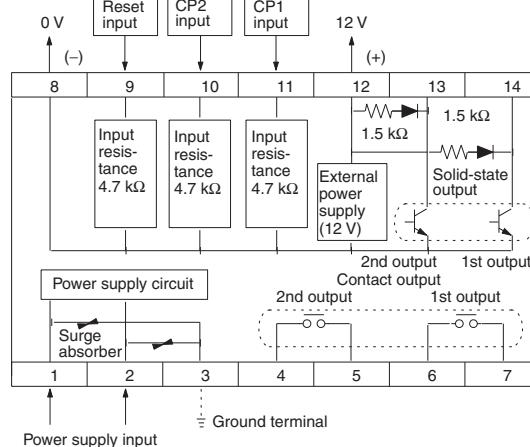 Reset input
CP2 input
CP1 input
0 V
12 V
(–)
(+)
8 9 10 11 12 13 14
Input resis- tance 4.7 kΩ
Input resis- tance 4.7 kΩ
Input resis- tance 4.7 kΩ
1.5 kΩ
1.5 kΩ
External power supply (12 V)
Solid-state output
2nd output
1st output
Power supply circuit
Contact output
2nd output
1st output
Surge absorber
1 2 3 4 5 6 7
Ground terminal
Power supply input